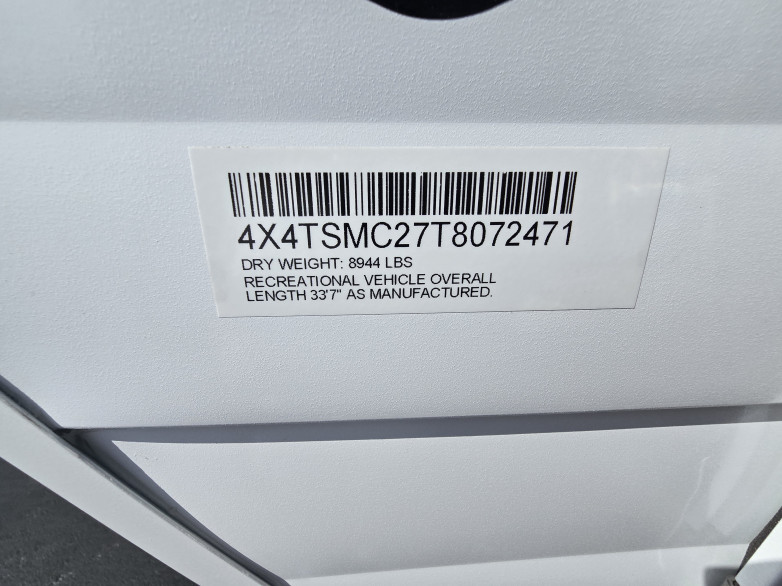 4X4TSMC27T8072471
DRY WEIGHT: 8944 LBS
RECREATIONAL VEHICLE OVERALL
LENGTH 33'7" AS MANUFACTURED.